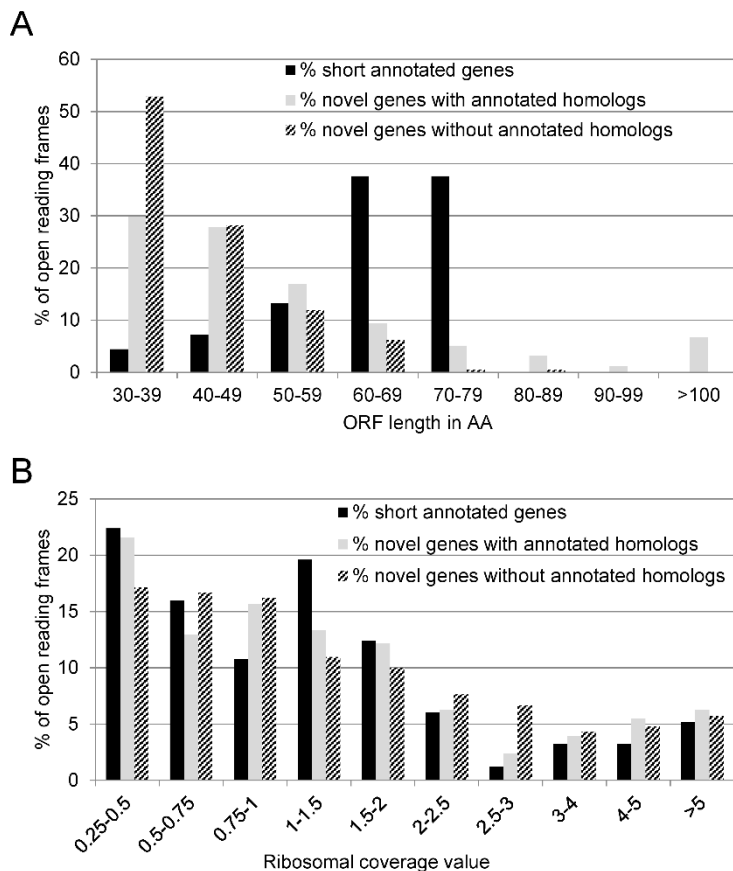 A
60
50
40
30
20
10
0
% of open reading frames
% short annotated genes
% novel genes with annotated homologs
% novel genes without annotated homologs
30-39 40-49 50-59 60-69 70-79 80-89 90-99 >100
ORF length in AA
B
25
20
15
10
5
0
% of open reading frames
% short annotated genes
% novel genes with annotated homologs
% novel genes without annotated homologs
0.25-0.5 0.5-0.75 0.75-1 1-1.5 1.5-2 2-2.5 2.5-3 3-4 4-5 >5
Ribosomal coverage value